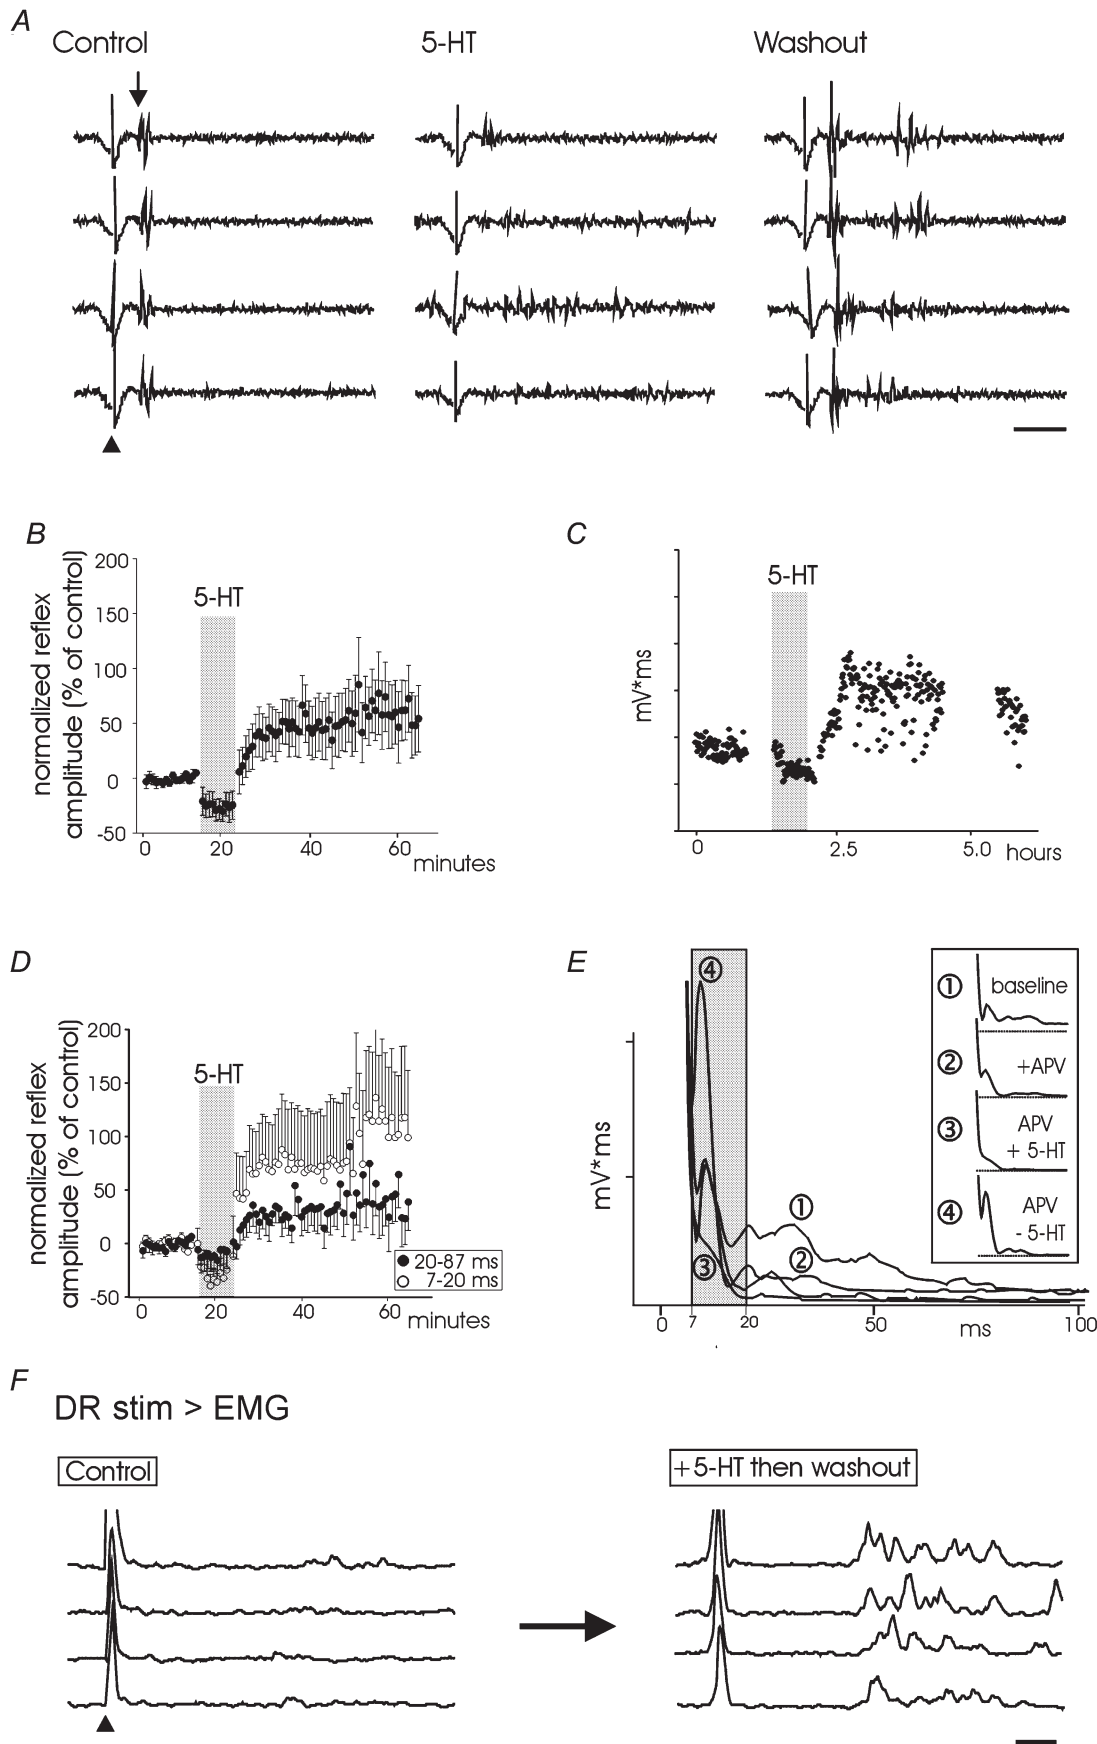 A
Control
5-HT
Washout
B
normalized reflex
amplitude (% of control)
200
150
100
50
0
-50
5-HT
0
20
40
60
minutes
C
mV*ms
5-HT
0
2.5
5.0
hours
D
normalized reflex
amplitude (% of control)
200
150
100
50
0
-50
5-HT
20-87 ms
7-20 ms
0
20
40
60
minutes
E
mV*ms
4
1
2
3
0
7
20
50
ms
100
1
baseline
2
+APV
3
APV
+ 5-HT
4
APV
- 5-HT
F
DR stim > EMG
Control
+5-HT then washout